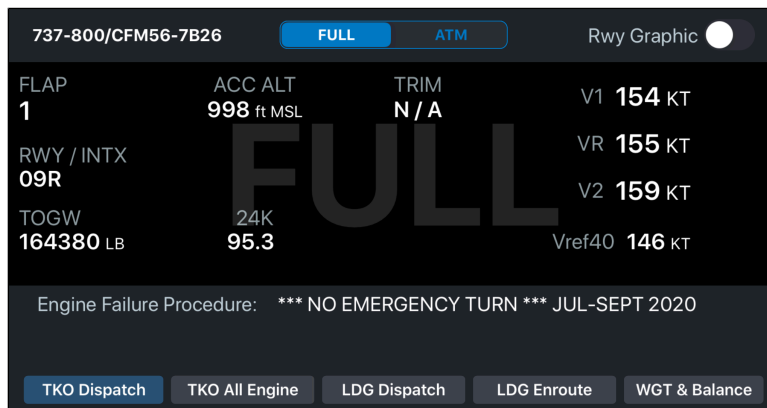 737-800/CFM56-7B26 FULL ATM Rwy Graphic
FLAP ACC ALT TRIM
1 998 ft MSL N / A
V1 154 KT
RWY / INTX
09R
VR 155 KT
V2 159 KT
TOGW 24K
164380 LB 95.3
Vref40 146 KT
FULL
Engine Failure Procedure: *** NO EMERGENCY TURN *** JUL-SEPT 2020
TKO Dispatch TKO All Engine LDG Dispatch LDG Enroute WGT & Balance